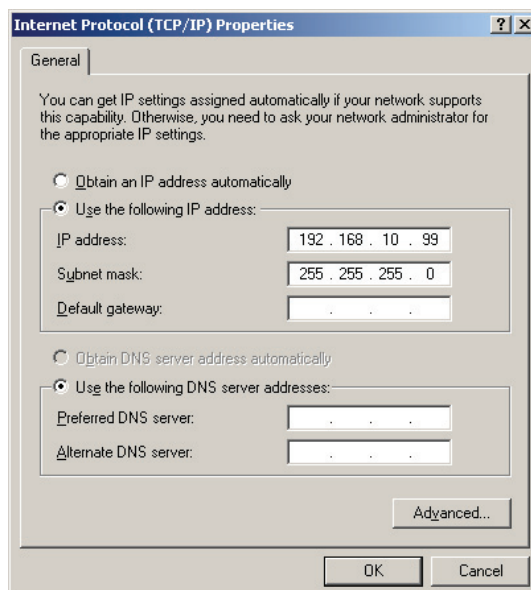 Internet Protocol (TCP/IP) Properties
General
You can get IP settings assigned automatically if your network supports
this capability. Otherwise, you need to ask your network administrator for
the appropriate IP settings.
Obtain an IP address automatically
Use the following IP address:
IP address: 192 . 168 . 10 . 99
Subnet mask: 255 . 255 . 255 . 0
Default gateway: . . .
Obtain DNS server address automatically
Use the following DNS server addresses:
Preferred DNS server: . . .
Alternate DNS server: . . .
Advanced...
OK Cancel